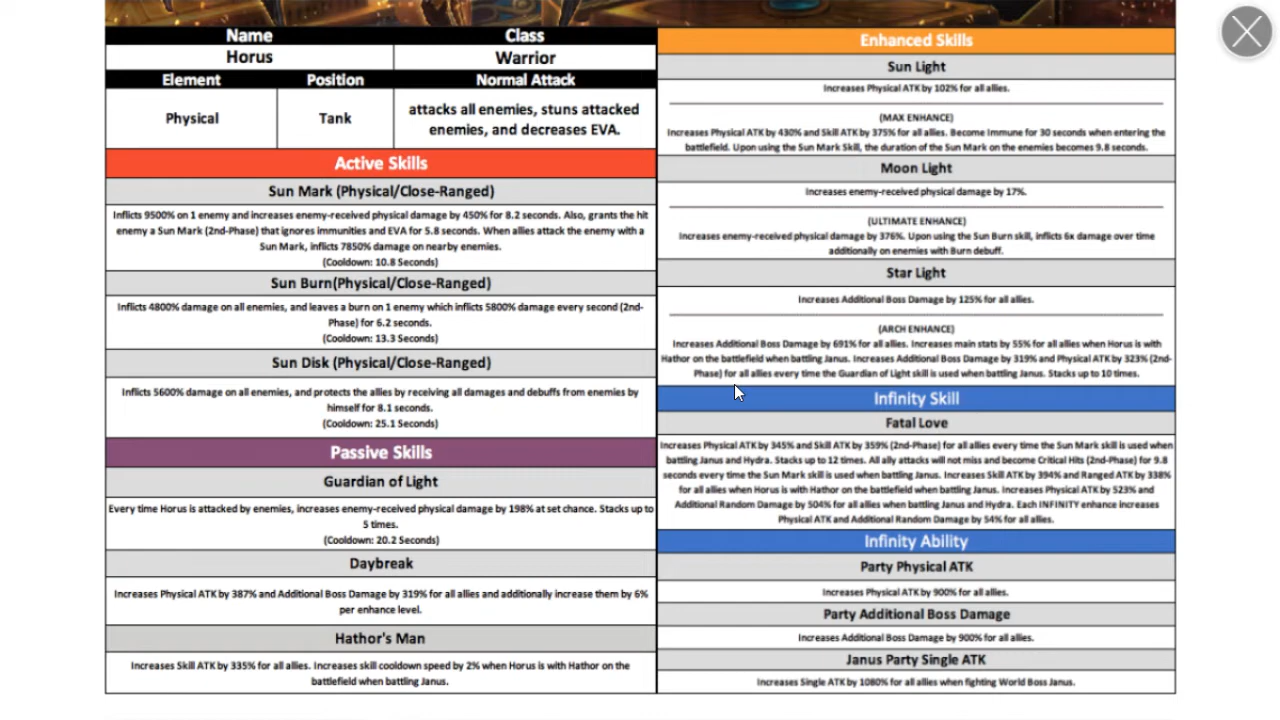 Name Class
Horus Warrior
Element Position Normal Attack
Physical Tank attacks all enemies, stuns attacked
enemies, and decreases EVA.
Active Skills
Sun Mark (Physical/Close-Ranged)
Inflicts 9500% on 1 enemy and increases enemy-received physical damage by 450% for 8.2 seconds. Also, grants the hit
enemy a Sun Mark (2nd-Phase) that ignores immunities and EVA for 5.8 seconds. When allies attack the enemy with a
Sun Mark, inflicts 7850% damage on nearby enemies.
(Cooldown: 10.8 Seconds)
Sun Burn(Physical/Close-Ranged)
Inflicts 4800% damage on all enemies, and leaves a burn on 1 enemy which inflicts 5800% damage every second (2nd-
Phase) for 6.2 seconds.
(Cooldown: 13.3 Seconds)
Sun Disk (Physical/Close-Ranged)
Inflicts 5600% damage on all enemies, and protects the allies by receiving all damages and debuffs from enemies by
himself for 8.1 seconds.
(Cooldown: 25.1 Seconds)
Passive Skills
Guardian of Light
Every time Horus is attacked by enemies, increases enemy-received physical damage by 198% at set chance. Stacks up to
5 times.
(Cooldown: 20.2 Seconds)
Daybreak
Increases Physical ATK by 387% and Additional Boss Damage by 319% for all allies and additionally increase them by 6%
per enhance level.
Hathor's Man
Increases Skill ATK by 335% for all allies. Increases skill cooldown speed by 2% when Horus is with Hathor on the
battlefield when battling Janus.
Enhanced Skills
Sun Light
Increases Physical ATK by 102% for all allies.
(MAX ENHANCE)
Increases Physical ATK by 430% and Skill ATK by 375% for all allies. Become Immune for 30 seconds when entering the
battlefield. Upon using the Sun Mark Skill, the duration of the Sun Mark on the enemies becomes 9.8 seconds.
Moon Light
Increases enemy-received physical damage by 17%.
(ULTIMATE ENHANCE)
Increases enemy-received physical damage by 376%. Upon using the Sun Burn skill, inflicts 6x damage over time
additionally on enemies with Burn debuff.
Star Light
Increases Additional Boss Damage by 125% for all allies.
(ARCH ENHANCE)
Increases Additional Boss Damage by 691% for all allies. Increases main stats by 55% for all allies when Horus is with
Hathor on the battlefield when battling Janus. Increases Additional Boss Damage by 319% and Physical ATK by 323% (2nd-
Phase) for all allies every time the Guardian of Light skill is used when battling Janus. Stacks up to 10 times.
Infinity Skill
Fatal Love
Increases Physical ATK by 345% and Skill ATK by 359% (2nd-Phase) for all allies every time the Sun Mark skill is used when
battling Janus and Hydra. Stacks up to 12 times. All ally attacks will not miss and become Critical Hits (2nd-Phase) for 9.8
seconds every time the Sun Mark skill is used when battling Janus. Increases Skill ATK by 394% and Ranged ATK by 338%
for all allies when Horus is with Hathor on the battlefield when battling Janus. Increases Physical ATK by 523% and
Additional Random Damage by 504% for all allies when battling Janus and Hydra. Each INFINITY enhance increases
Physical ATK and Additional Random Damage by 54% for all allies.
Infinity Ability
Party Physical ATK
Increases Physical ATK by 900% for all allies.
Party Additional Boss Damage
Increases Additional Boss Damage by 900% for all allies.
Janus Party Single ATK
Increases Single ATK by 1080% for all allies when fighting World Boss Janus.